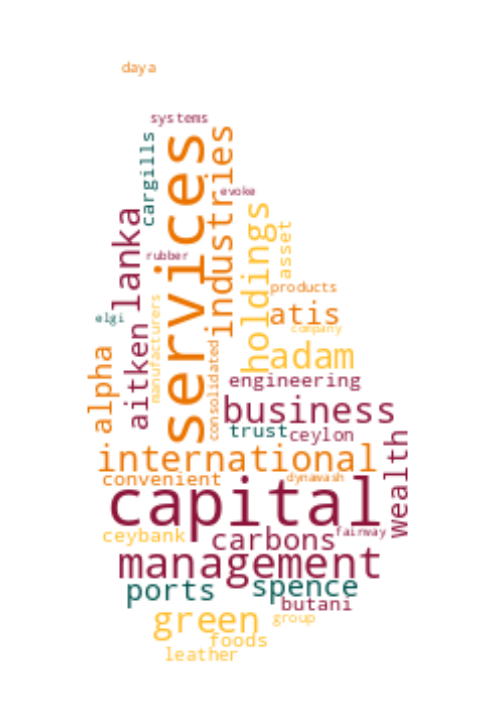 daya
systems
cargills
services
industries
evoke
lanka
holdings
asset
rubber
products
elgi
manufacturers
atis
company
aitken
consolidated
adam
alpha
engineering
business
trust
ceylon
wealth
international
convenient
dynawash
capital
ceybank
carbons
fairway
management
ports
spence
butani
green
group
foods
leather